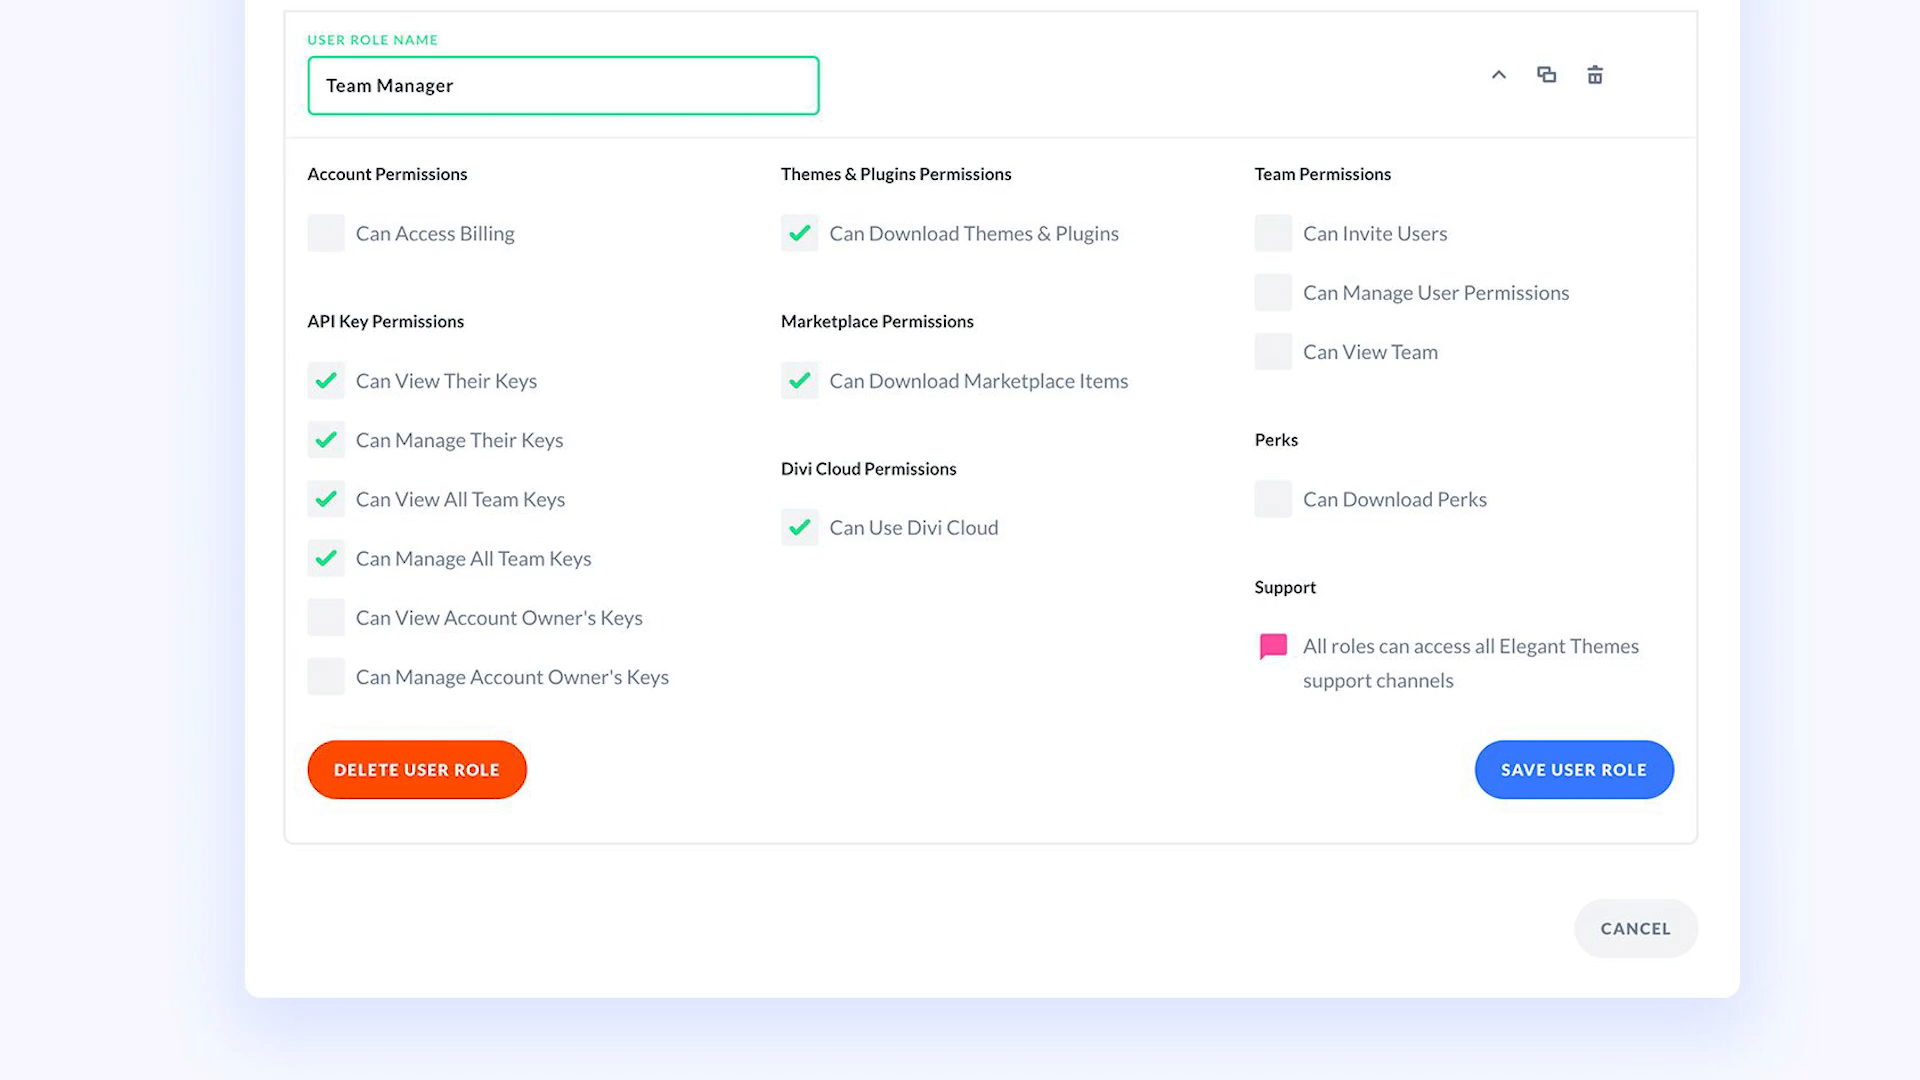 USER ROLE NAME
Team Manager
Account Permissions
Can Access Billing
API Key Permissions
Can View Their Keys
Can Manage Their Keys
Can View All Team Keys
Can Manage All Team Keys
Can View Account Owner's Keys
Can Manage Account Owner's Keys
Themes & Plugins Permissions
Can Download Themes & Plugins
Marketplace Permissions
Can Download Marketplace Items
Divi Cloud Permissions
Can Use Divi Cloud
Team Permissions
Can Invite Users
Can Manage User Permissions
Can View Team
Perks
Can Download Perks
Support
All roles can access all Elegant Themes
support channels
DELETE USER ROLE
SAVE USER ROLE
CANCEL